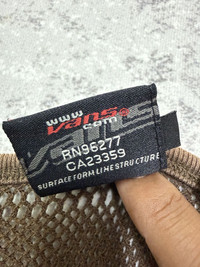 www
VANS
.com
RN96277
CA23359
SURFACE FORM LINE STRUCTURE